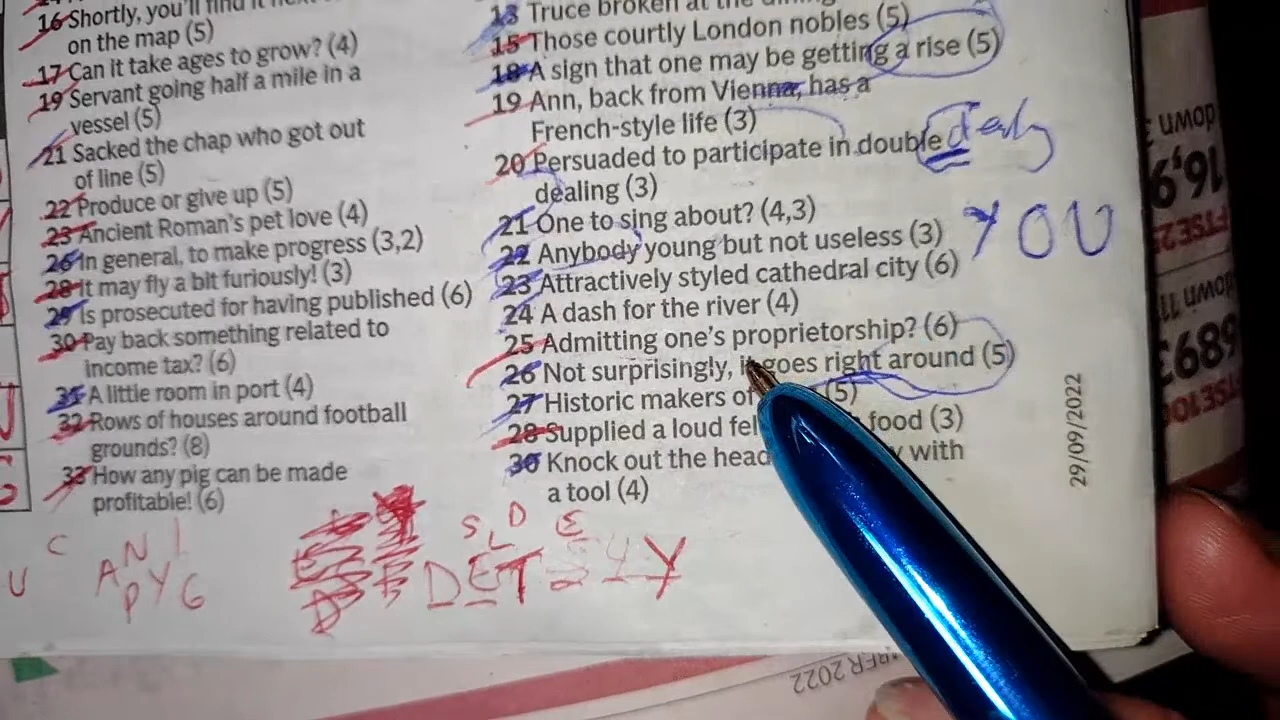 16 Shortly, you'll find it
on the map (5)
17 Can it take ages to grow? (4)
19 Servant going half a mile in a
vessel (5)
21 Sacked the chap who got out
of line (5)
22 Produce or give up (5)
23 Ancient Roman's pet love (4)
26 In general, to make progress (3,2)
28 It may fly a bit furiously! (3)
29 Is prosecuted for having published (6)
30 Pay back something related to
income tax? (6)
31 A little room in port (4)
32 Rows of houses around football
grounds? (8)
33 How any pig can be made
profitable! (6)
13 Truce broken at the
15 Those courtly London nobles (5)
18 A sign that one may be getting a rise (5)
19 Ann, back from Vienna, has a
French-style life (3)
20 Persuaded to participate in double
dealing (3)
21 One to sing about? (4,3)
22 Anybody young but not useless (3)
23 Attractively styled cathedral city (6)
24 A dash for the river (4)
25 Admitting one's proprietorship? (6)
26 Not surprisingly, it goes right around (5)
27 Historic makers of (5)
28 Supplied a loud food (3)
30 Knock out the head with
a tool (4)
YOU
29/09/2022
U C
A N I
P Y G
S L D E
D E T
Y
down
16,9
FTSE
down 11
6893
FTSE100
BER 2022